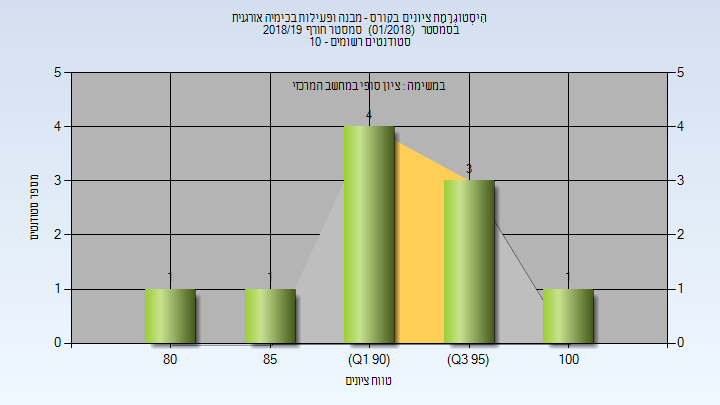 היסטוגרמת ציונים בקורס - מבנה ופעילות בכימיה אורגנית
בסמסטר (01/2018) סמסטר חורף 2018/19
סטודנטים רשומים - 10
במשימה : ציון סופי במחשב המרכזי
5 5
4 4 4
3 3 3
2 2
1 1 1 1 1
0 0
מספר סטודנטים
80 85 (Q1 90) (Q3 95) 100
טווח ציונים